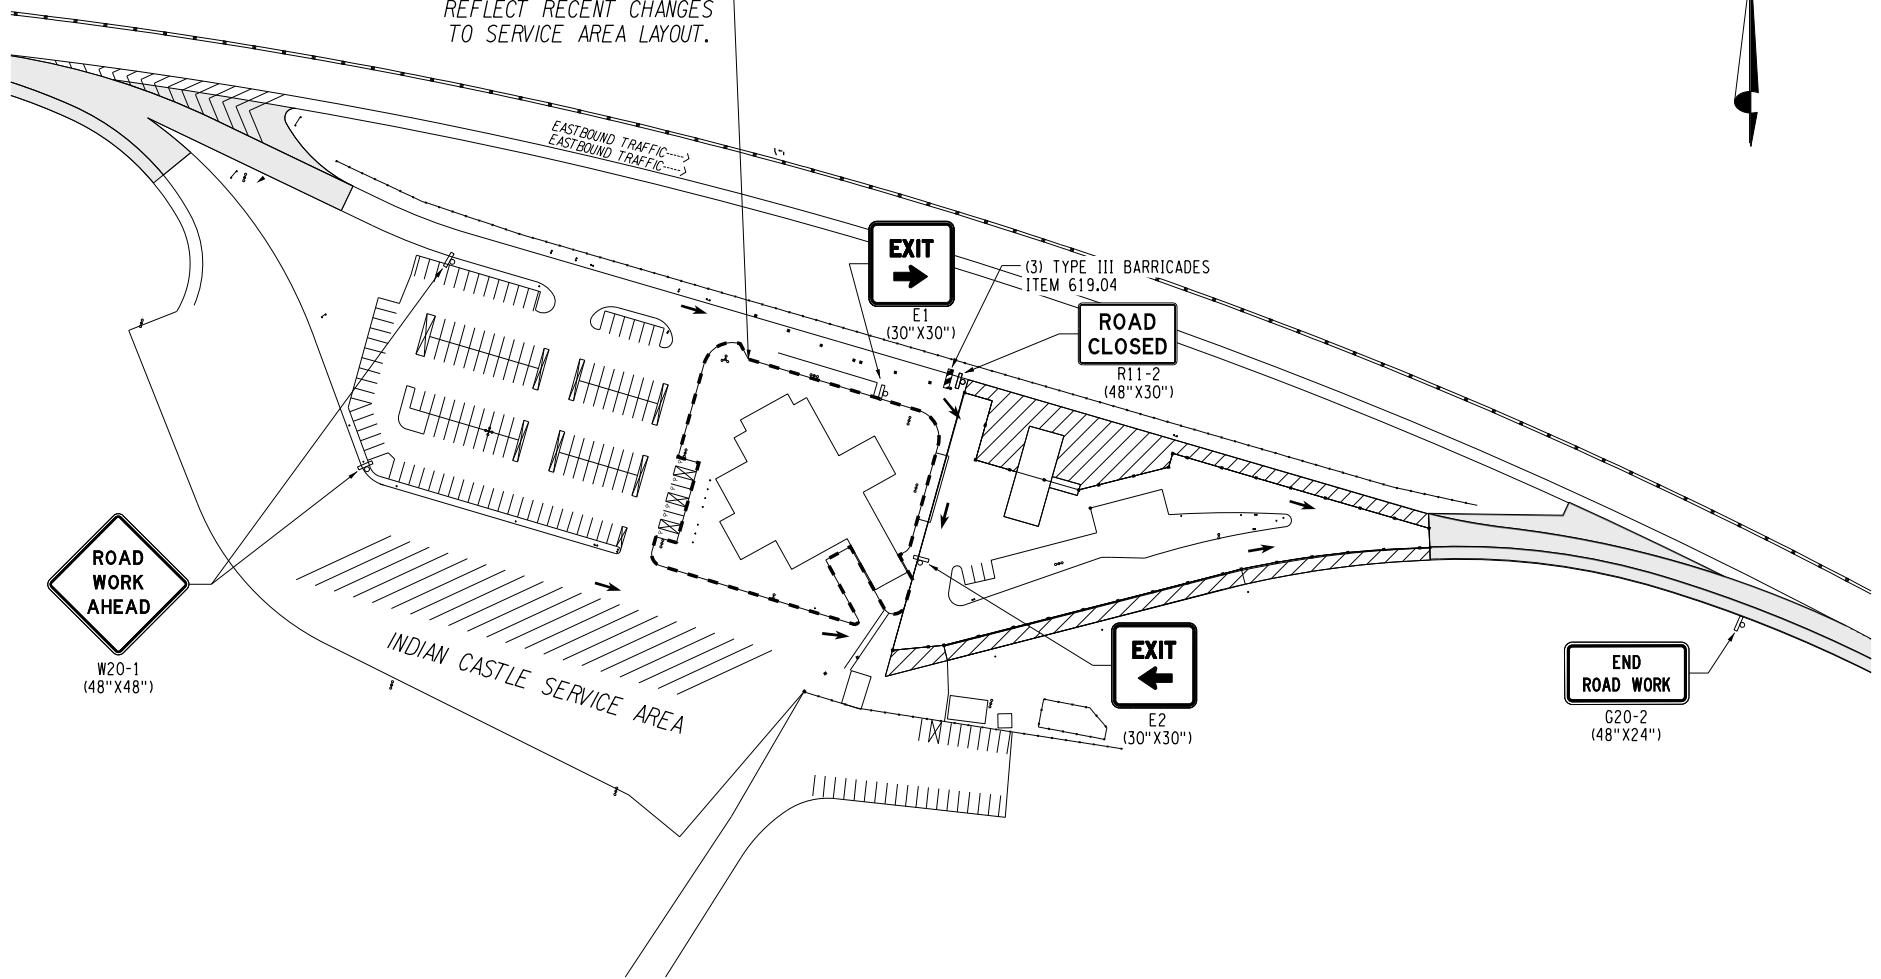 REFLECT RECENT CHANGES
TO SERVICE AREA LAYOUT.
EASTBOUND TRAFFIC----->
EASTBOUND TRAFFIC----->
EXIT
E1
(30"X30")
(3) TYPE III BARRICADES
ITEM 619.04
ROAD
CLOSED
R11-2
(48"X30")
ROAD
WORK
AHEAD
W20-1
(48"X48")
INDIAN CASTLE SERVICE AREA
EXIT
E2
(30"X30")
END
ROAD WORK
G20-2
(48"X24")